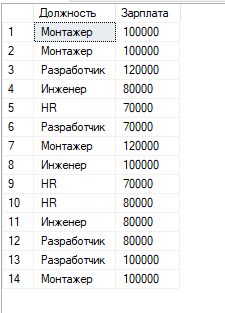 Должность Зарплата
1 Монтажер 100000
2 Монтажер 100000
3 Разработчик 120000
4 Инженер 80000
5 HR 70000
6 Разработчик 70000
7 Монтажер 120000
8 Инженер 100000
9 HR 70000
10 HR 80000
11 Инженер 80000
12 Разработчик 80000
13 Разработчик 100000
14 Монтажер 100000